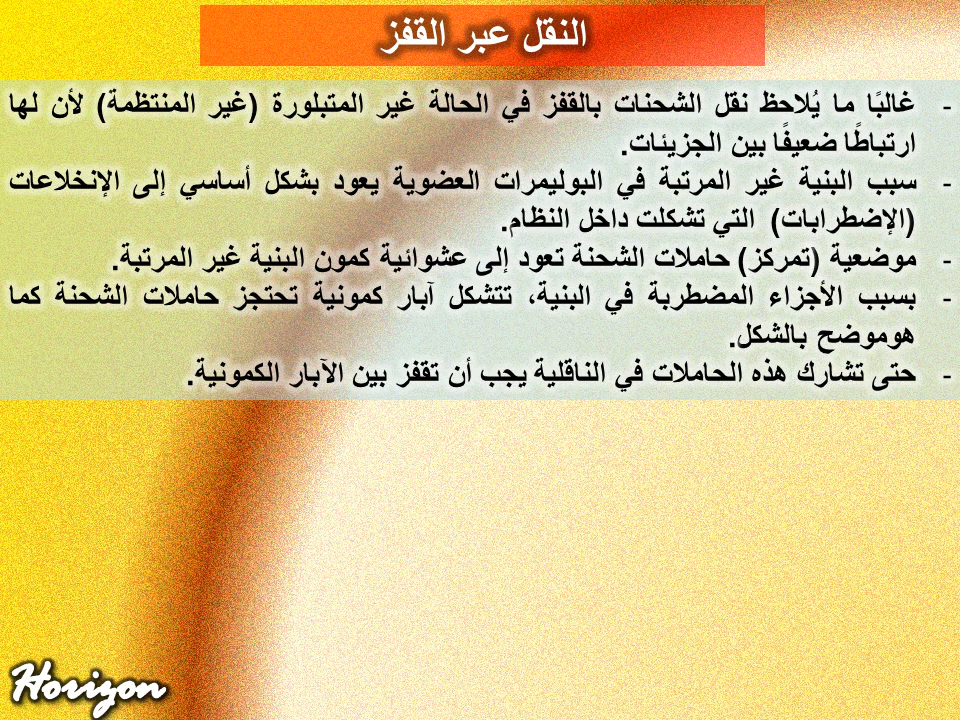 النقل عبر القفز
- غالبًا ما يُلاحظ نقل الشحنات بالقفز في الحالة غير المتبلورة (غير المنتظمة) لأن لها
ارتباطًا ضعيفًا بين الجزيئات.
- سبب البنية غير المرتبة في البوليمرات العضوية يعود بشكل أساسي إلى الإنخلاعات
(الإضطرابات) التي تشكلت داخل النظام.
- موضعية (تمركز) حاملات الشحنة تعود إلى عشوائية كمون البنية غير المرتبة.
- بسبب الأجزاء المضطربة في البنية، تتشكل آبار كمونية تحتجز حاملات الشحنة كما
هوموضح بالشكل.
- حتى تشارك هذه الحاملات في الناقلية يجب أن تقفز بين الآبار الكمونية.
Horizon